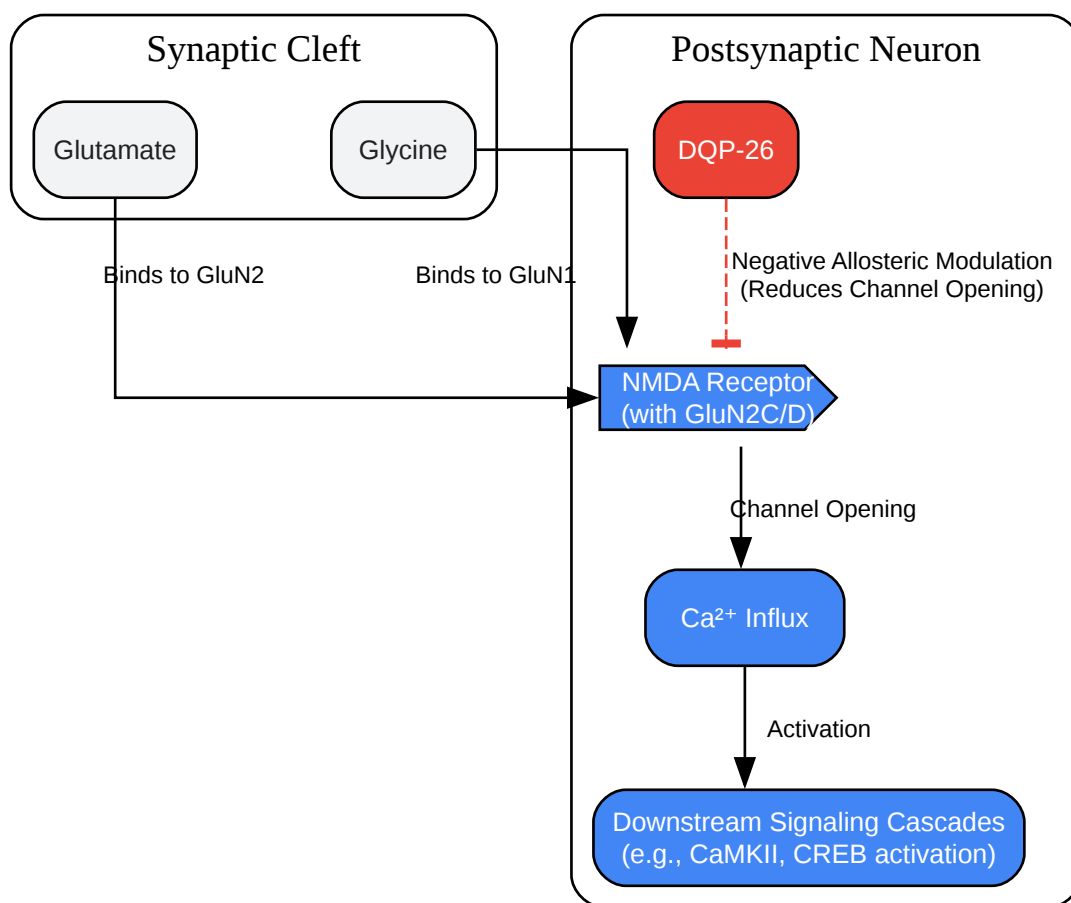 Synaptic Cleft
Postsynaptic Neuron
Glutamate
Glycine
DQP-26
Binds to GluN2
Binds to GluN1
Negative Allosteric Modulation
(Reduces Channel Opening)
NMDA Receptor
(with GluN2C/D)
Channel Opening
Ca²⁺ Influx
Activation
Downstream Signaling Cascades
(e.g., CaMKII, CREB activation)